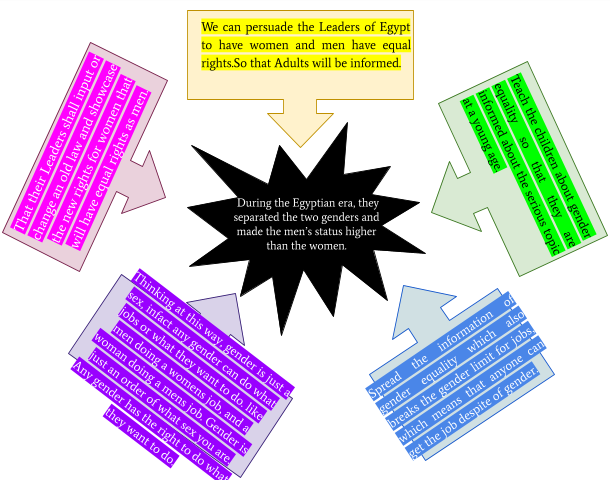 We can persuade the Leaders of Egypt
to have women and men have equal
rights.So that Adults will be informed.
That their Leaders shall input or
change an old law and showcase
the new rights for women that
will have equal rights as men
Teach the children about gender
equality so that they are
informed about the serious topic
at a young age
During the Egyptian era, they
separated the two genders and
made the men's status higher
than the women.
Thinking at this way, gender is just a
sex, infact any gender can do what
jobs or what they want to do, like
men doing a womens job, and a
woman doing a mens job. Gender is
just an order of what sex you are.
Any gender has the right to do what
they want to do.
Spread the information of
gender equality which also
breaks the gender limit for jobs,
which means that anyone can
get the job despite of gender.